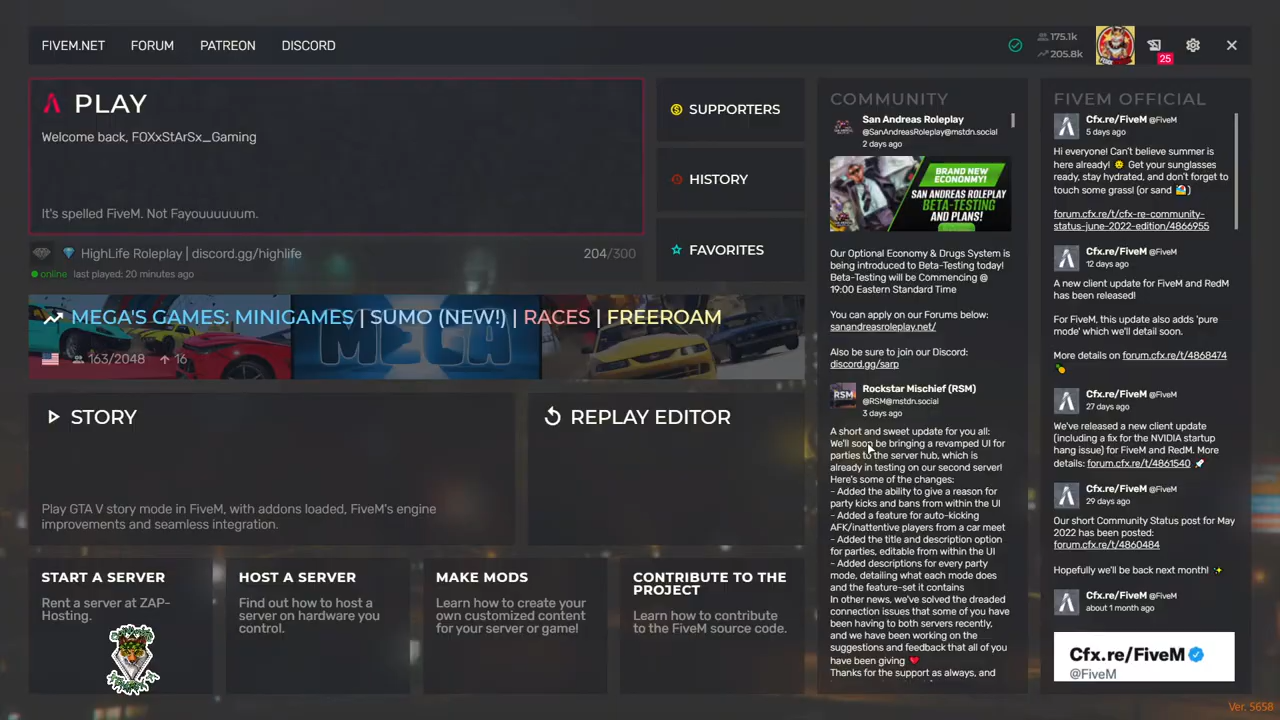 FIVEM.NET
FORUM
PATREON
DISCORD
175.1k
205.8k
25
PLAY
Welcome back, FOXxStArSx_Gaming
It's spelled FiveM. Not Fayouuuuuum.
HighLife Roleplay | discord.gg/highlife
204/300
online last played: 20 minutes ago
SUPPORTERS
HISTORY
FAVORITES
MEGA'S GAMES: MINIGAMES | SUMO (NEW!) | RACES | FREEROAM
MEGA
163/2048
16
STORY
Play GTA V story mode in FiveM, with addons loaded, FiveM's engine
improvements and seamless integration.
REPLAY EDITOR
START A SERVER
Rent a server at ZAP-
Hosting.
HOST A SERVER
Find out how to host a
server on hardware you
control.
MAKE MODS
Learn how to create your
own customized content
for your server or game!
CONTRIBUTE TO THE
PROJECT
Learn how to contribute
to the FiveM source code.
COMMUNITY
San Andreas Roleplay
@SanAndreasRoleplay@mstdn.social
2 days ago
BRAND NEW
ECONONMY!
SAN ANDREAS ROLEPLAY
BETA-TESTING
AND PLANS!
Our Optional Economy & Drugs System is
being introduced to Beta-Testing today!
Beta-Testing will be Commencing @
19:00 Eastern Standard Time
You can apply on our Forums below:
sanandreasroleplay.net/
Also be sure to join our Discord:
discord.gg/sarp
RSM
Rockstar Mischief (RSM)
@RSM@mstdn.social
3 days ago
A short and sweet update for you all:
We'll soon be bringing a revamped UI for
parties to the server hub, which is
already in testing on our second server!
Here's some of the changes:
- Added the ability to give a reason for
party kicks and bans from within the UI
- Added a feature for auto-kicking
AFK/inattentive players from a car meet
- Added the title and description option
for parties, editable from within the UI
- Added descriptions for every party
mode, detailing what each mode does
and the feature-set it contains
In other news, we've solved the dreaded
connection issues that some of you have
been having to both servers recently,
and we have been working on the
suggestions and feedback that all of you
have been giving
Thanks for the support as always, and
FIVEM OFFICIAL
Cfx.re/FiveM @FiveM
5 days ago
Hi everyone! Can't believe summer is
here already! Get your sunglasses
ready, stay hydrated, and don't forget to
touch some grass! (or sand )
forum.cfx.re/t/cfx-re-community-
status-june-2022-edition/4866955
Cfx.re/FiveM @FiveM
12 days ago
A new client update for FiveM and RedM
has been released!
For FiveM, this update also adds 'pure
mode' which we'll detail soon.
More details on forum.cfx.re/t/4868474
Cfx.re/FiveM @FiveM
27 days ago
We've released a new client update
(including a fix for the NVIDIA startup
hang issue) for FiveM and RedM. More
details: forum.cfx.re/t/4861540
Cfx.re/FiveM @FiveM
29 days ago
Our short Community Status post for May
2022 has been posted:
forum.cfx.re/t/4860484
Hopefully we'll be back next month!
Cfx.re/FiveM @FiveM
about 1 month ago
Cfx.re/FiveM
@FiveM
Ver. 5658